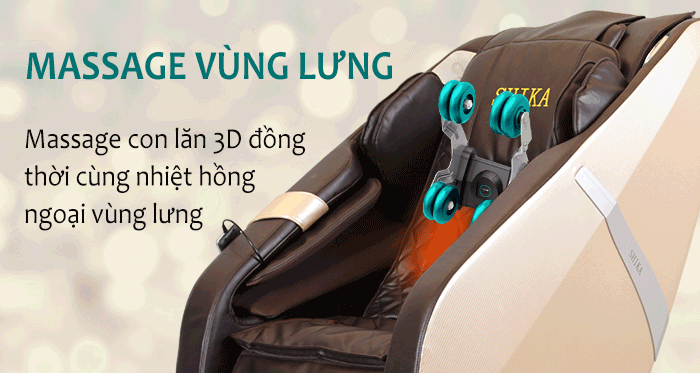 MASSAGE VÙNG LƯNG
Massage con lăn 3D đồng
thời cùng nhiệt hồng
ngoại vùng lưng
SHIKA
SHIKA